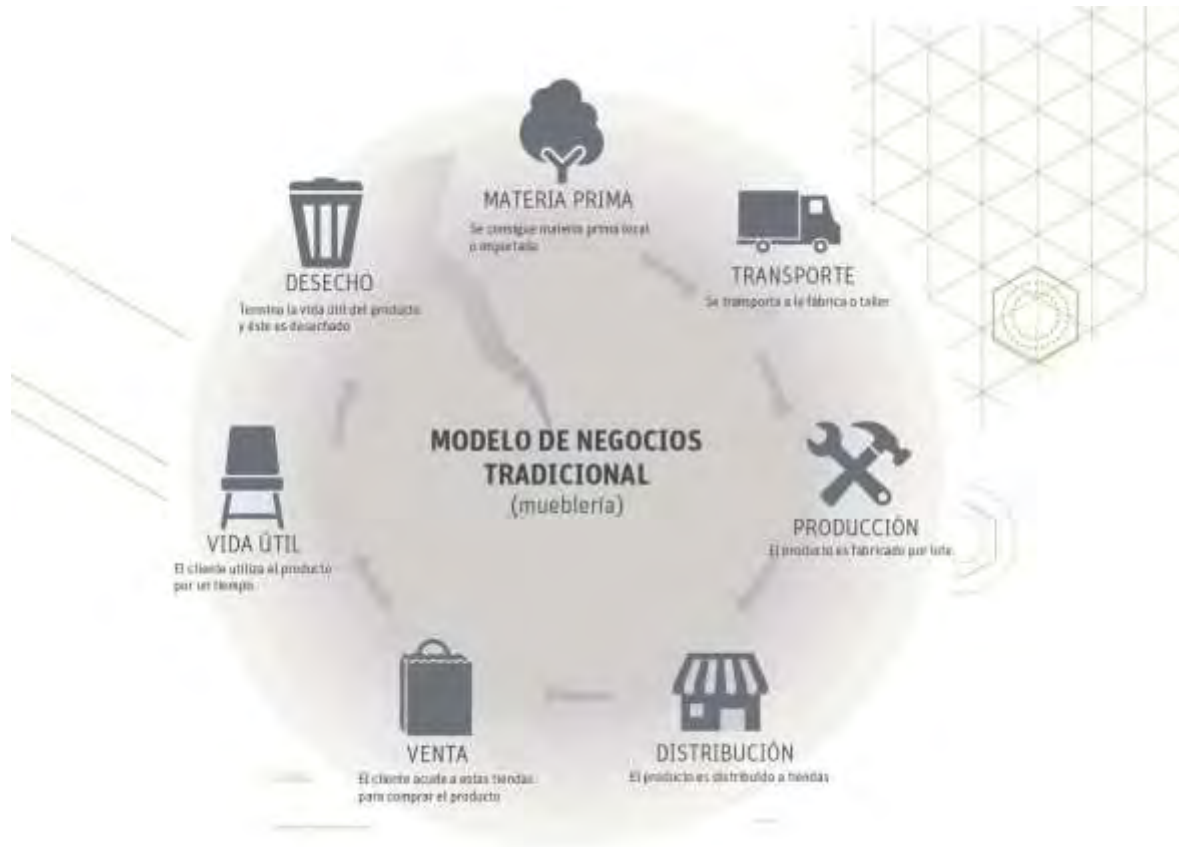 MATERIA PRIMA
Se consigue materia prima local
o importada
TRANSPORTE
Se transporta a la fábrica o taller
PRODUCCIÓN
El producto es fabricado por lote
DISTRIBUCIÓN
El producto es distribuido a tiendas
VENTA
El cliente acude a estas tiendas
para comprar el producto
VIDA ÚTIL
El cliente utiliza el producto
por un tiempo
DESECHO
Termina la vida útil del producto
y éste es desechado
MODELO DE NEGOCIOS
TRADICIONAL
(mueblería)